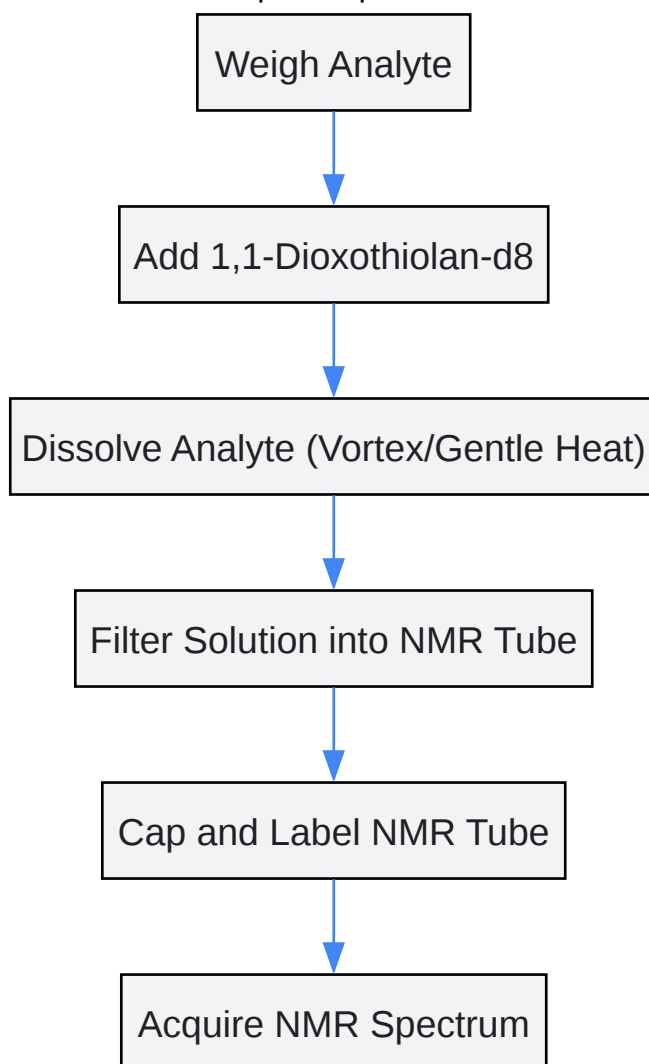 Weigh Analyte
Add 1,1-Dioxothiolan-d8
Dissolve Analyte (Vortex/Gentle Heat)
Filter Solution into NMR Tube
Cap and Label NMR Tube
Acquire NMR Spectrum